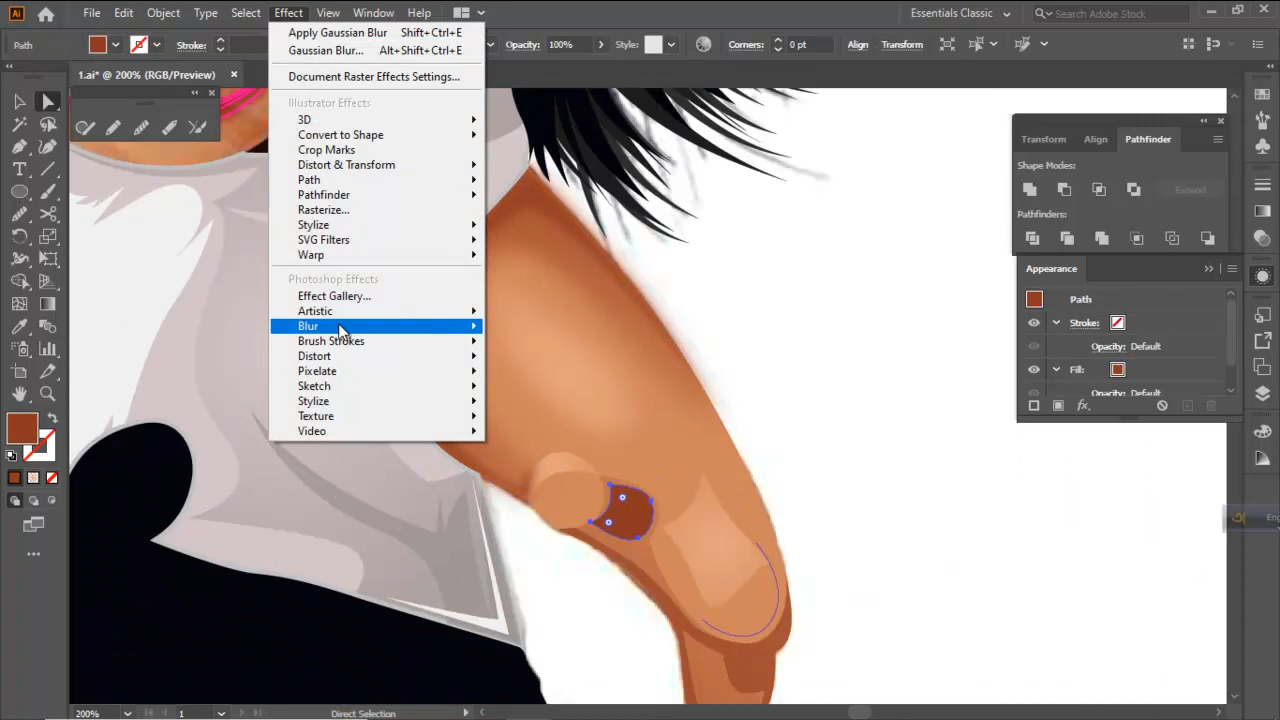 Ai File Edit Object Type Select Effect View Window Help Essentials Classic Search Adobe Stock
Path Stroke: Opacity: 100% Style: Corners: 0 pt Align Transform
1.ai* @ 200% (RGB/Preview)
Apply Gaussian Blur Shift+Ctrl+E
Gaussian Blur... Alt+Shift+Ctrl+E
Document Raster Effects Settings...
Illustrator Effects
3D
Convert to Shape
Crop Marks
Distort & Transform
Path
Pathfinder
Rasterize...
Stylize
SVG Filters
Warp
Photoshop Effects
Effect Gallery...
Artistic
Blur
Brush Strokes
Distort
Pixelate
Sketch
Stylize
Texture
Video
Transform Align Pathfinder
Shape Modes:
Expand
Pathfinders:
Appearance
Path
Stroke:
Opacity: Default
Fill:
Opacity: Default
fx.
Eng
200% 1 Direct Selection